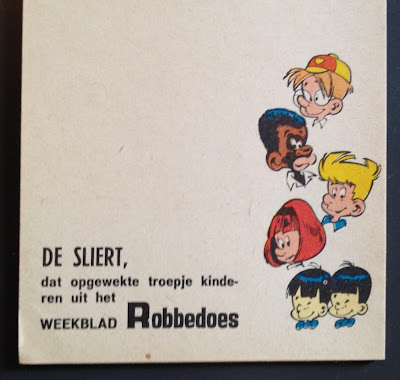 DE SLIERT,
dat opgewekte troepje kinde-
ren uit het
WEEKBLAD Robbedoes